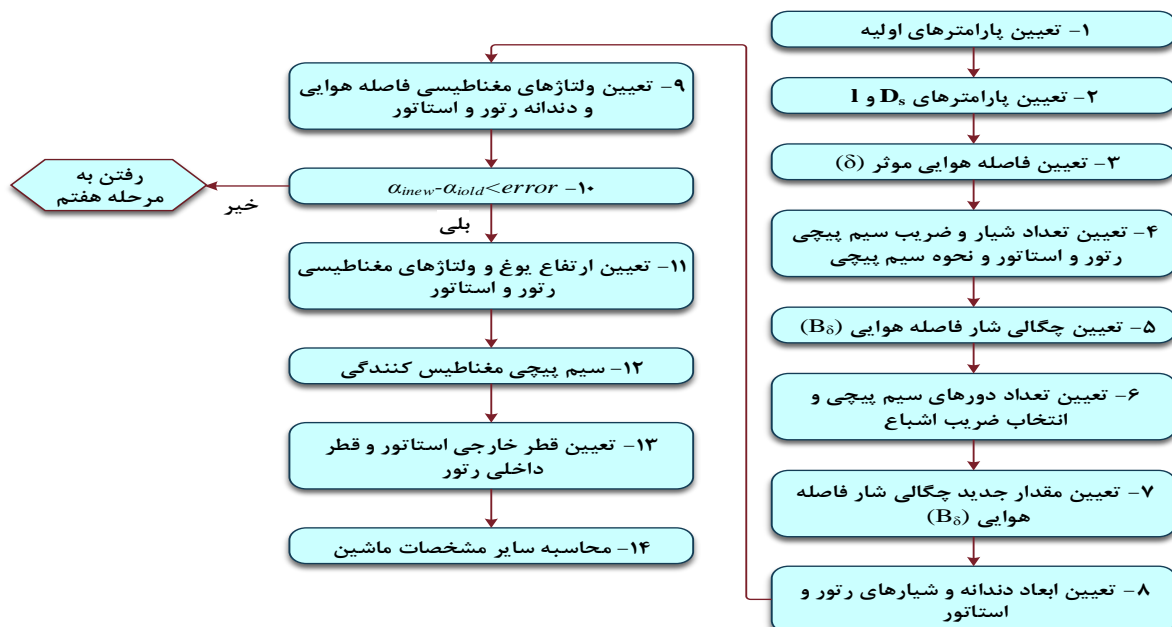 ۱- تعیین پارامترهای اولیه
۲- تعیین پارامترهای Dₛ و l
۳- تعیین فاصله هوایی موثر (δ)
۴- تعیین تعداد شیار و ضریب سیم پیچی
رتور و استاتور و نحوه سیم پیچی
۵- تعیین چگالی شار فاصله هوایی (B_δ)
۶- تعیین تعداد دورهای سیم پیچی و
انتخاب ضریب اشباع
۷- تعیین مقدار جدید چگالی شار فاصله
هوایی (B_δ)
۸- تعیین ابعاد دندانه و شیارهای رتور و
استاتور
۹- تعیین ولتاژهای مغناطیسی فاصله هوایی
و دندانه رتور و استاتور
۱۰- α_inew-α_iold<error
خیر
رفتن به
مرحله هفتم
بلی
۱۱- تعیین ارتفاع یوغ و ولتاژهای مغناطیسی
رتور و استاتور
۱۲- سیم پیچی مغناطیس کنندگی
۱۳- تعیین قطر خارجی استاتور و قطر
داخلی رتور
۱۴- محاسبه سایر مشخصات ماشین